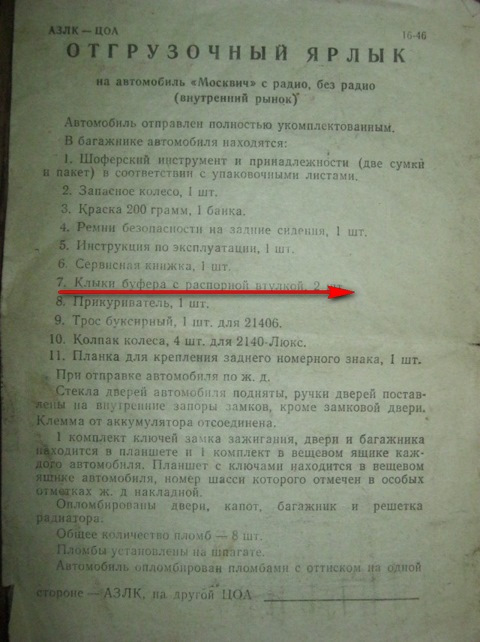 АЗЛК — ЦОЛ 16-46
ОТГРУЗОЧНЫЙ ЯРЛЫК
на автомобиль «Москвич» с радио, без радио
(внутренний рынок)
Автомобиль отправлен полностью укомплектованным.
В багажнике автомобиля находятся:
1. Шоферский инструмент и принадлежности (две сумки
и пакет) в соответствии с упаковочными листами.
2. Запасное колесо, 1 шт.
3. Краска 200 грамм, 1 банка.
4. Ремни безопасности на задние сидения, 1 шт.
5. Инструкция по эксплуатации, 1 шт.
6. Сервисная книжка, 1 шт.
7. Клыки буфера с распорной втулкой, 2 шт.
8. Прикуриватель, 1 шт.
9. Трос буксирный, 1 шт. для 21406.
10. Колпак колеса, 4 шт. для 2140-Люкс.
11. Планка для крепления заднего номерного знака, 1 шт.
При отправке автомобиля по ж. д.
Стекла дверей автомобиля подняты, ручки дверей постав-
лены на внутренние запоры замков, кроме замковой двери.
Клемма от аккумулятора отсоединена.
1 комплект ключей замка зажигания, двери и багажника
находится в планшете и 1 комплект в вещевом ящике каж-
дого автомобиля. Планшет с ключами находится в вещевом
ящике автомобиля, номер шасси которого отмечен в особых
отметках ж. д накладной.
Опломбированы двери, капот, багажник и решетка
радиатора.
Общее количество пломб — 8 шт.
Пломбы установлены на шпагате.
Автомобиль опломбирован пломбами с оттиском на одной
стороне — АЗЛК, на другой ЦОЛ